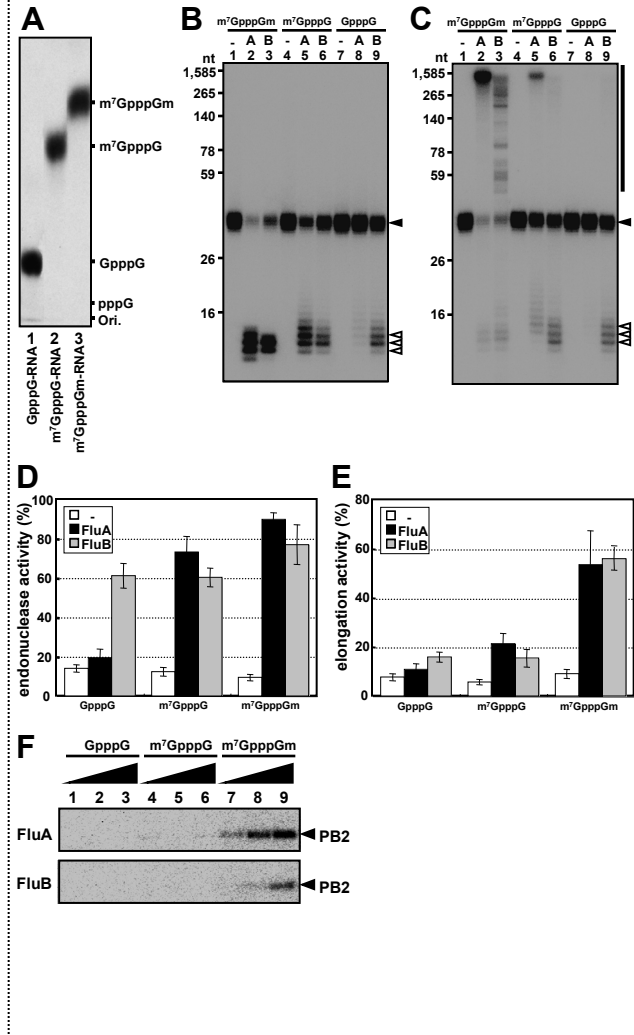 A
m⁷GpppGm
m⁷GpppG
GpppG
pppG
Ori.
1 2 3
GpppG-RNA
m⁷GpppG-RNA
m⁷GpppGm-RNA
B
m⁷GpppGm m⁷GpppG GpppG
- A B - A B - A B
nt 1 2 3 4 5 6 7 8 9
1,585
265
140
78
59
26
16
C
m⁷GpppGm m⁷GpppG GpppG
- A B - A B - A B
nt 1 2 3 4 5 6 7 8 9
1,585
265
140
78
59
26
16
D
endonuclease activity (%)
100
80
60
40
20
0
-
FluA
FluB
GpppG m⁷GpppG m⁷GpppGm
E
elongation activity (%)
80
60
40
20
0
-
FluA
FluB
GpppG m⁷GpppG m⁷GpppGm
F
GpppG m⁷GpppG m⁷GpppGm
1 2 3 4 5 6 7 8 9
FluA PB2
FluB PB2